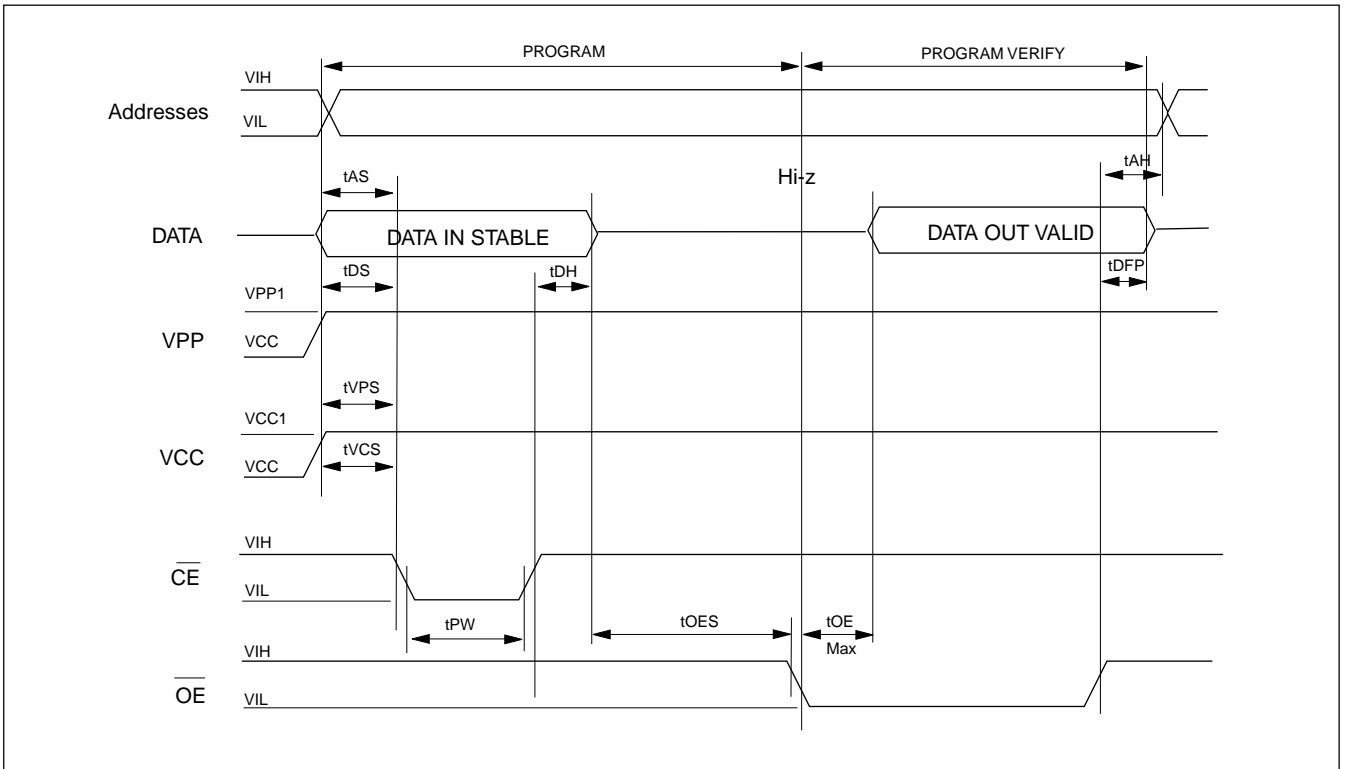 PROGRAM
PROGRAM VERIFY
VIH
Addresses
VIL
tAS
Hi-z
tAH
DATA
DATA IN STABLE
DATA OUT VALID
tDS
tDH
tDFP
VPP1
VPP
VCC
tVPS
VCC1
VCC
VCC
tVCS
VIH
CE
VIL
tPW
tOES
tOE
Max
VIH
OE
VIL